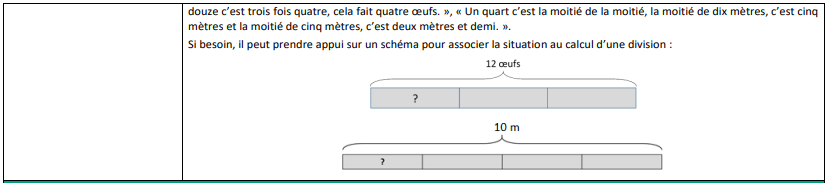 douze c’est trois fois quatre, cela fait quatre œufs. », « Un quart c’est la moitié de la moitié, la moitié de dix mètres, c’est cinq
mètres et la moitié de cinq mètres, c’est deux mètres et demi. ».
Si besoin, il peut prendre appui sur un schéma pour associer la situation au calcul d’une division :
12 œufs
?
10 m
?